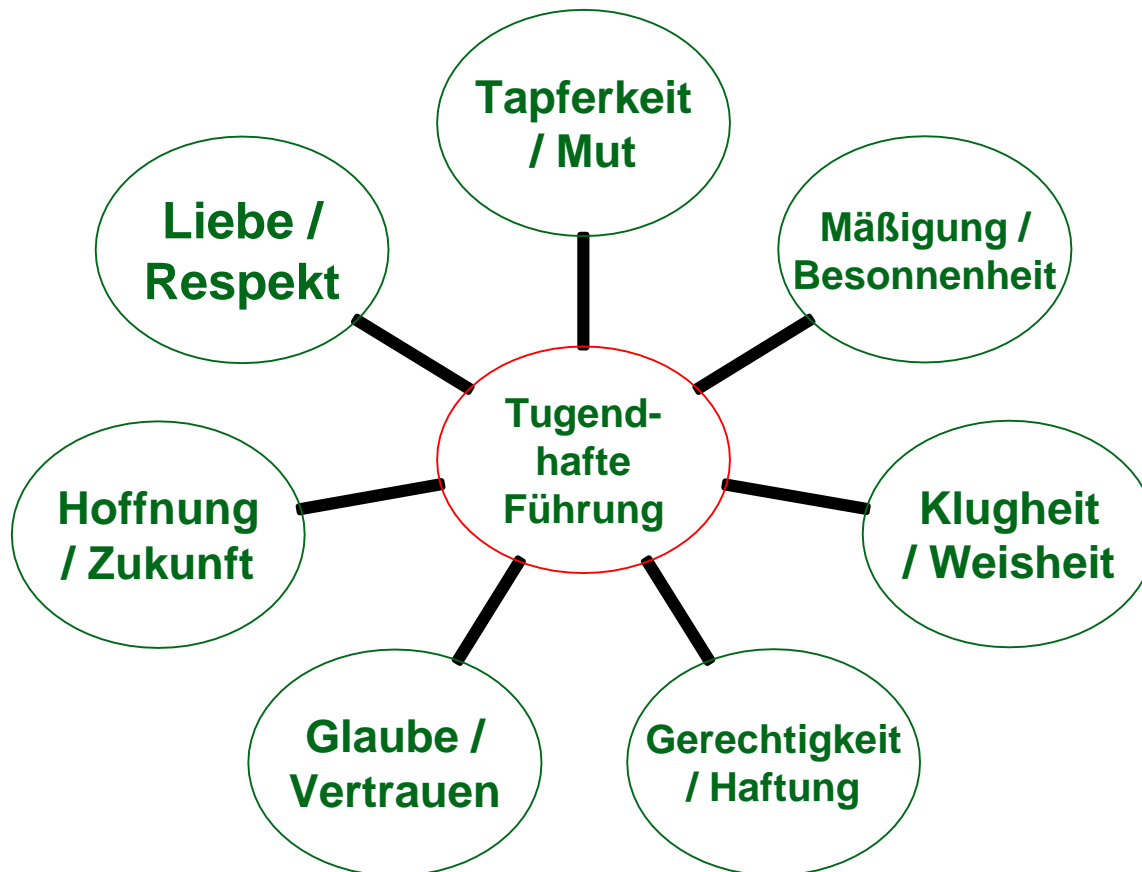 Tapferkeit
/ Mut
Mäßigung /
Besonnenheit
Klugheit
/ Weisheit
Gerechtigkeit
/ Haftung
Glaube /
Vertrauen
Hoffnung
/ Zukunft
Liebe /
Respekt
Tugend-
hafte
Führung